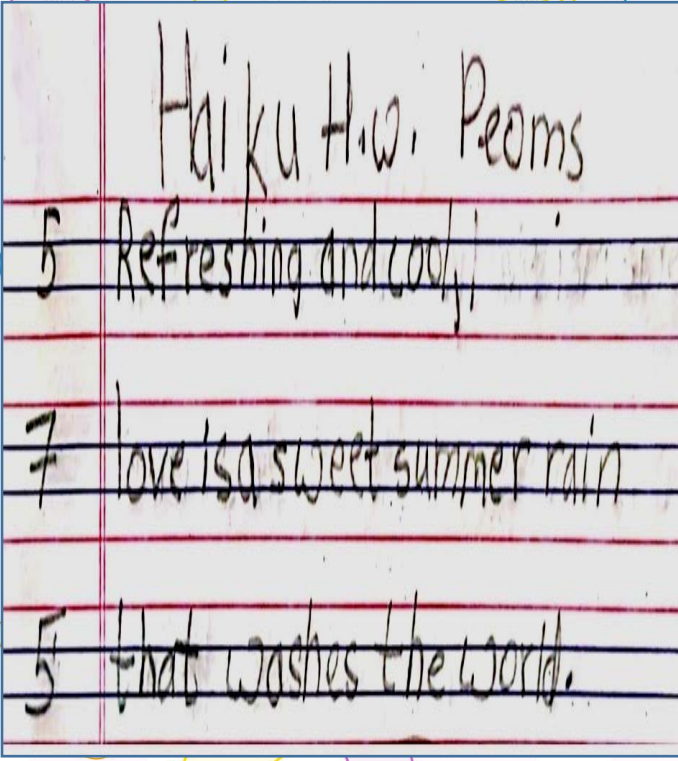 Haiku H.w. Peoms
5 Refreshing and cool,
7 love is a sweet summer rain
5 that washes the world.